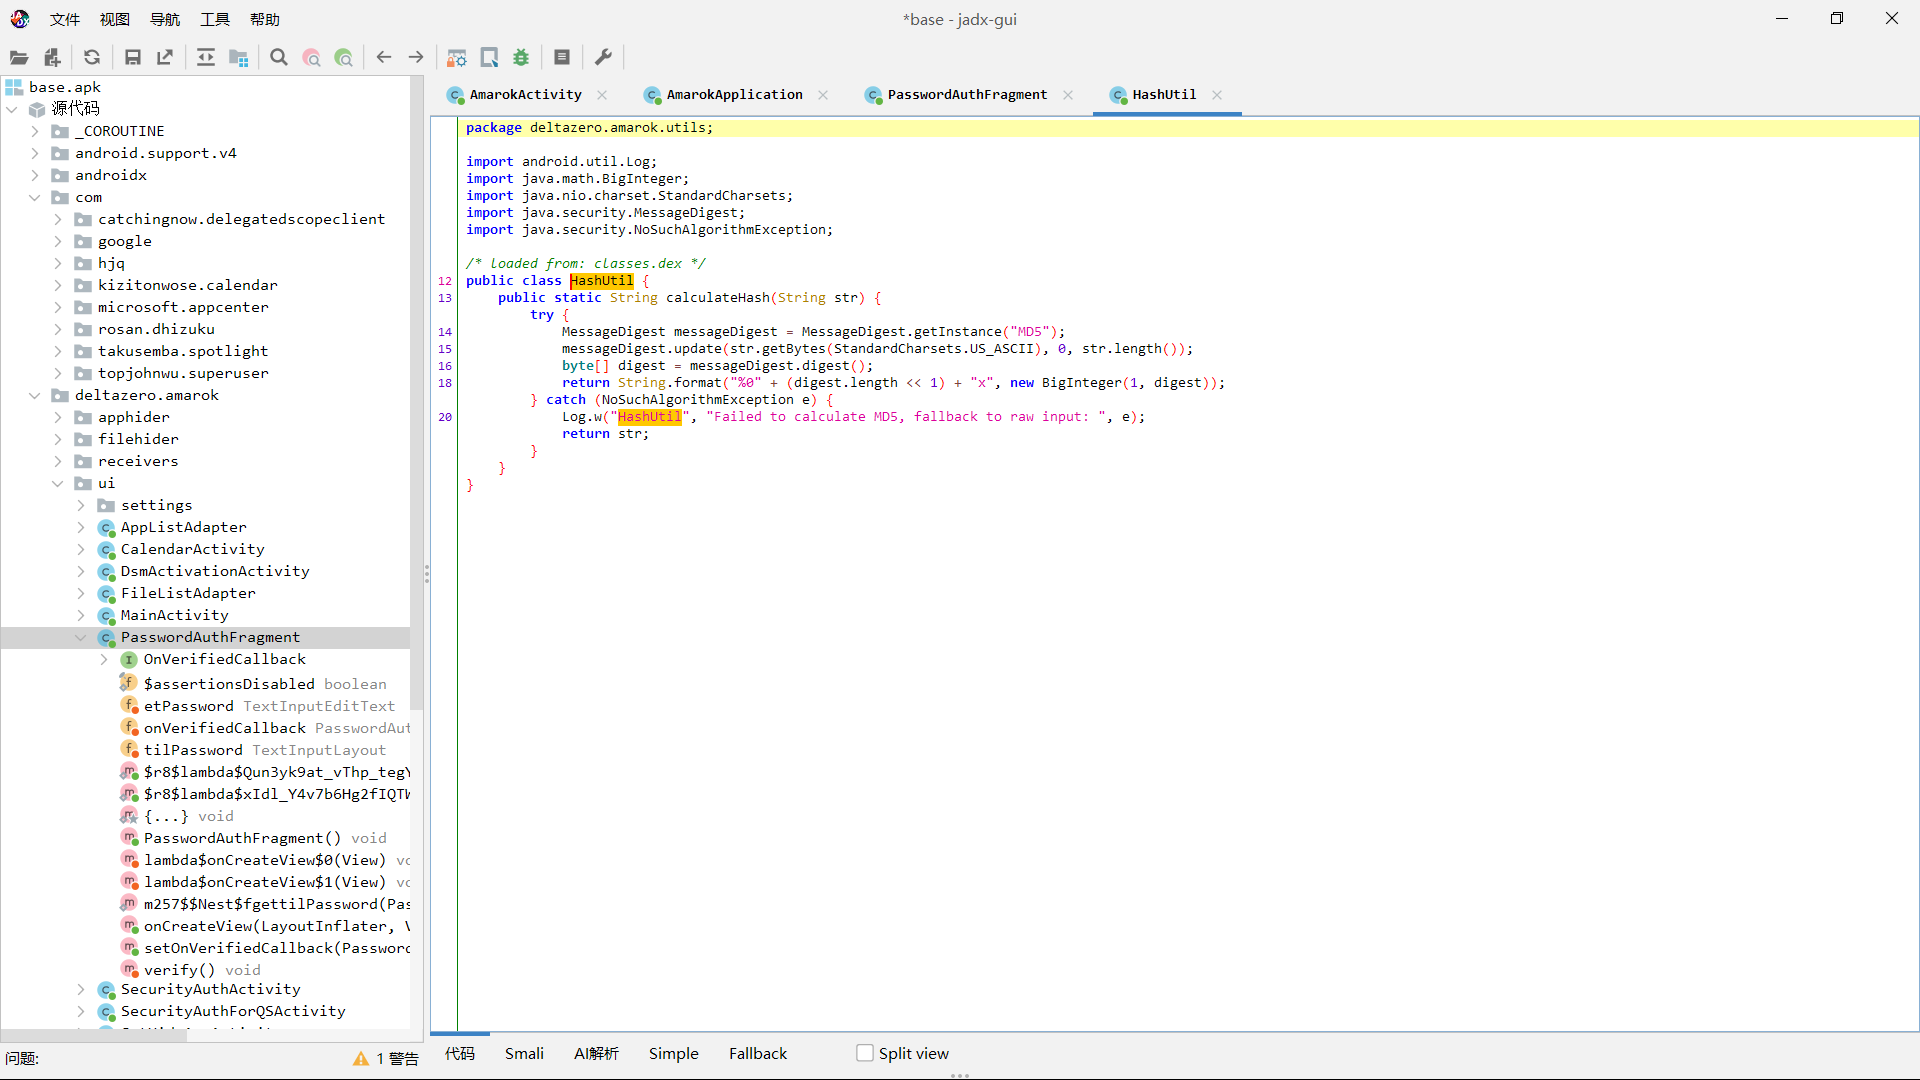 文件 视图 导航 工具 帮助
*base - jadx-gui
base.apk
源代码
_COROUTINE
android.support.v4
androidx
com
catchingnow.delegatedscopeclient
google
hjq
kizitonwose.calendar
microsoft.appcenter
rosan.dhizuku
takusemba.spotlight
topjohnwu.superuser
deltazero.amarok
apphider
filehider
receivers
ui
settings
AppListAdapter
CalendarActivity
DsmActivationActivity
FileListAdapter
MainActivity
PasswordAuthFragment
OnVerifiedCallback
$assertionsDisabled boolean
etPassword TextInputEditText
onVerifiedCallback PasswordAut
tilPassword TextInputLayout
$r8$lambda$Qun3yk9at_vThp_tegY
$r8$lambda$xIdl_Y4v7b6Hg2fIQTW
{...} void
PasswordAuthFragment() void
lambda$onCreateView$0(View) vo
lambda$onCreateView$1(View) vo
m257$$Nest$fgettilPassword(Pas
onCreateView(LayoutInflater, V
setOnVerifiedCallback(Password
verify() void
SecurityAuthActivity
SecurityAuthForQSActivity
问题:
1 警告
AmarokActivity AmarokApplication PasswordAuthFragment HashUtil
package deltazero.amarok.utils;
import android.util.Log;
import java.math.BigInteger;
import java.nio.charset.StandardCharsets;
import java.security.MessageDigest;
import java.security.NoSuchAlgorithmException;
/* loaded from: classes.dex */
12 public class HashUtil {
13 public static String calculateHash(String str) {
try {
14 MessageDigest messageDigest = MessageDigest.getInstance("MD5");
15 messageDigest.update(str.getBytes(StandardCharsets.US_ASCII), 0, str.length());
16 byte[] digest = messageDigest.digest();
18 return String.format("%0" + (digest.length << 1) + "x", new BigInteger(1, digest));
} catch (NoSuchAlgorithmException e) {
20 Log.w("HashUtil", "Failed to calculate MD5, fallback to raw input: ", e);
return str;
}
}
}
代码 Smali AI解析 Simple Fallback Split view